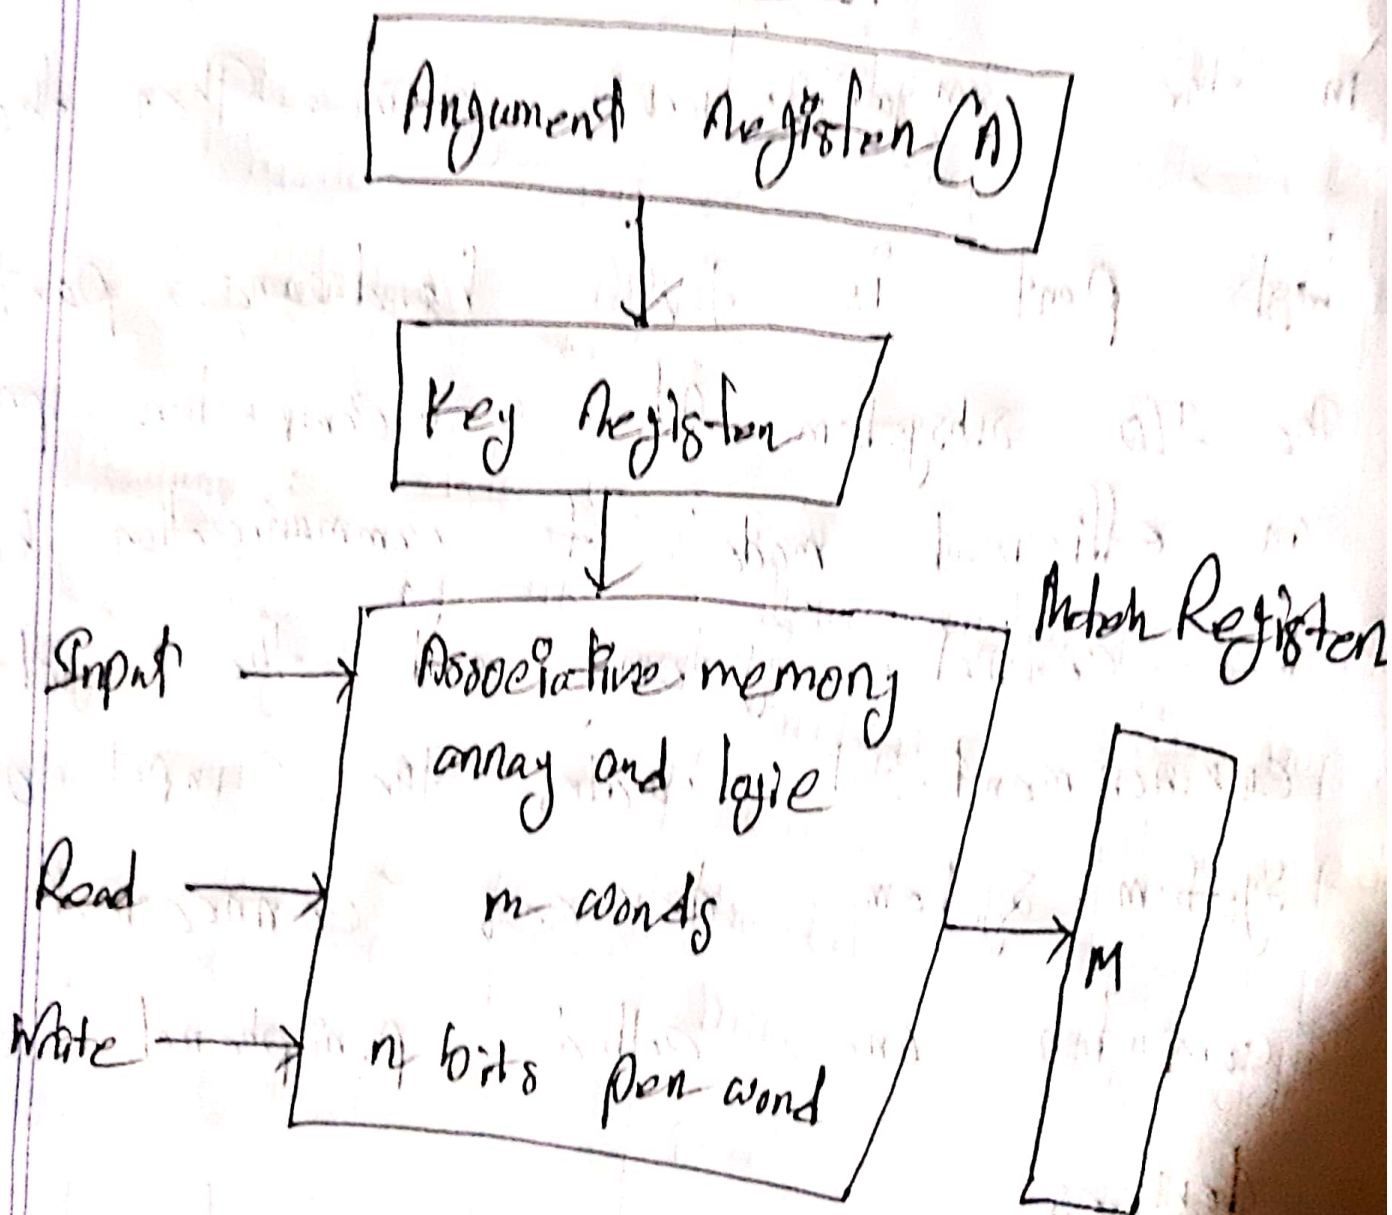 Argument Register (A)
Key Register
Match Register
Input
Associative memory
array and logic
Read
m words
M
Write
n bits per word